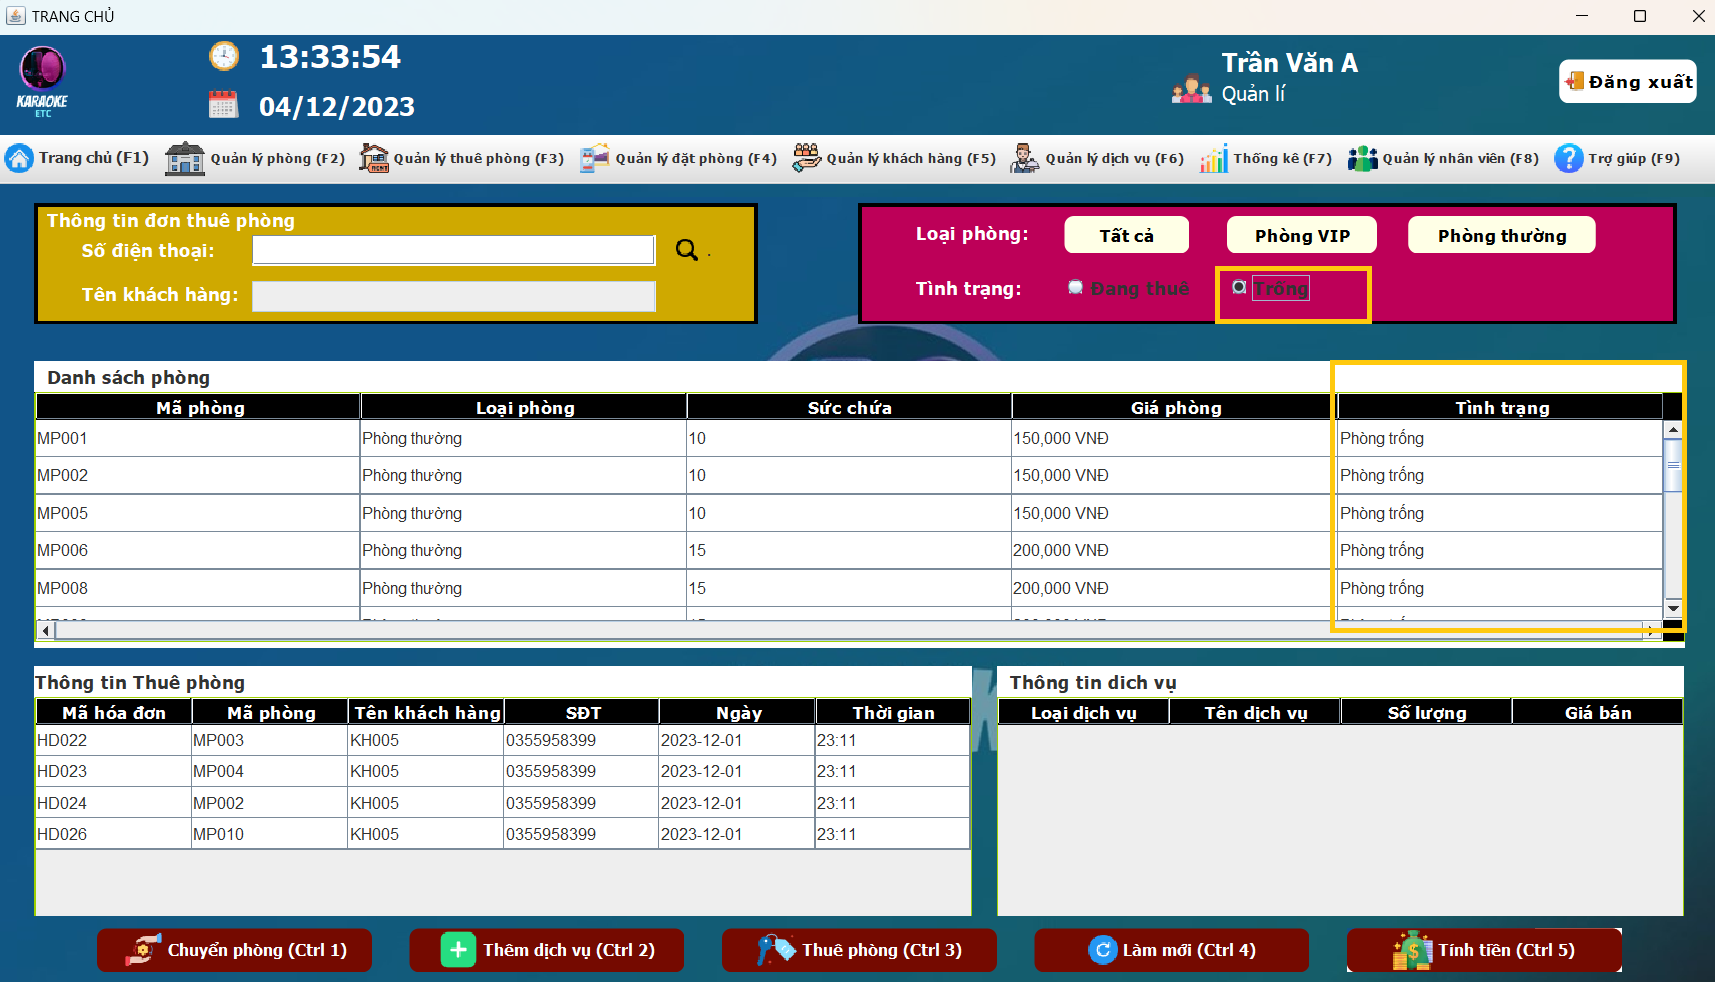 TRANG CHỦ
KARAOKE
ETC
13:33:54
04/12/2023
Trần Văn A
Quản lí
Đăng xuất
Trang chủ (F1)
Quản lý phòng (F2)
Quản lý thuê phòng (F3)
Quản lý đặt phòng (F4)
Quản lý khách hàng (F5)
Quản lý dịch vụ (F6)
Thống kê (F7)
Quản lý nhân viên (F8)
Trợ giúp (F9)
Thông tin đơn thuê phòng
Số điện thoại: .
Tên khách hàng:
Loại phòng: Tất cả Phòng VIP Phòng thường
Tình trạng: Đang thuê Trống
Danh sách phòng
Mã phòng Loại phòng Sức chứa Giá phòng Tình trạng
MP001 Phòng thường 10 150,000 VNĐ Phòng trống
MP002 Phòng thường 10 150,000 VNĐ Phòng trống
MP005 Phòng thường 10 150,000 VNĐ Phòng trống
MP006 Phòng thường 15 200,000 VNĐ Phòng trống
MP008 Phòng thường 15 200,000 VNĐ Phòng trống
Thông tin Thuê phòng
Mã hóa đơn Mã phòng Tên khách hàng SĐT Ngày Thời gian
HD022 MP003 KH005 0355958399 2023-12-01 23:11
HD023 MP004 KH005 0355958399 2023-12-01 23:11
HD024 MP002 KH005 0355958399 2023-12-01 23:11
HD026 MP010 KH005 0355958399 2023-12-01 23:11
Thông tin dich vụ
Loại dịch vụ Tên dịch vụ Số lượng Giá bán
Chuyển phòng (Ctrl 1)
Thêm dịch vụ (Ctrl 2)
Thuê phòng (Ctrl 3)
Làm mới (Ctrl 4)
Tính tiền (Ctrl 5)